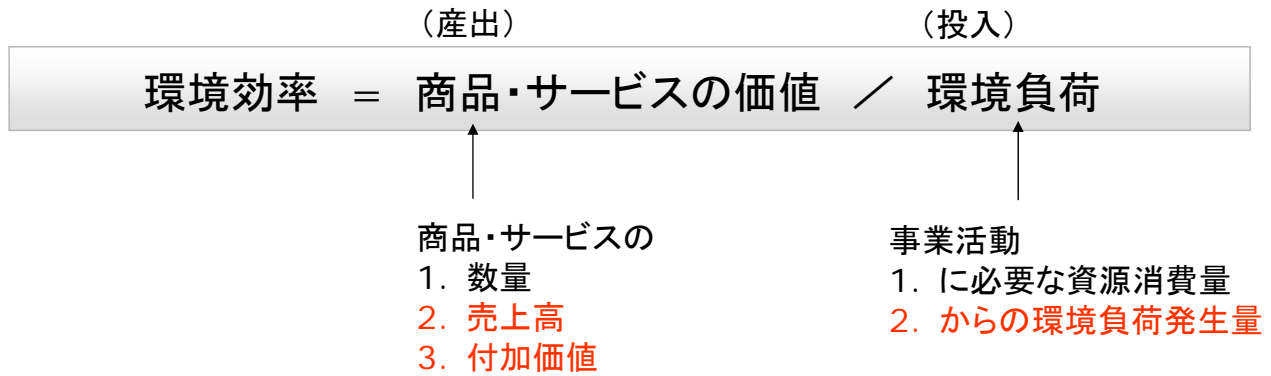 （産出）
（投入）
環境効率 = 商品・サービスの価値 ／ 環境負荷
商品・サービスの
1. 数量
2. 売上高
3. 付加価値
事業活動
1. に必要な資源消費量
2. からの環境負荷発生量